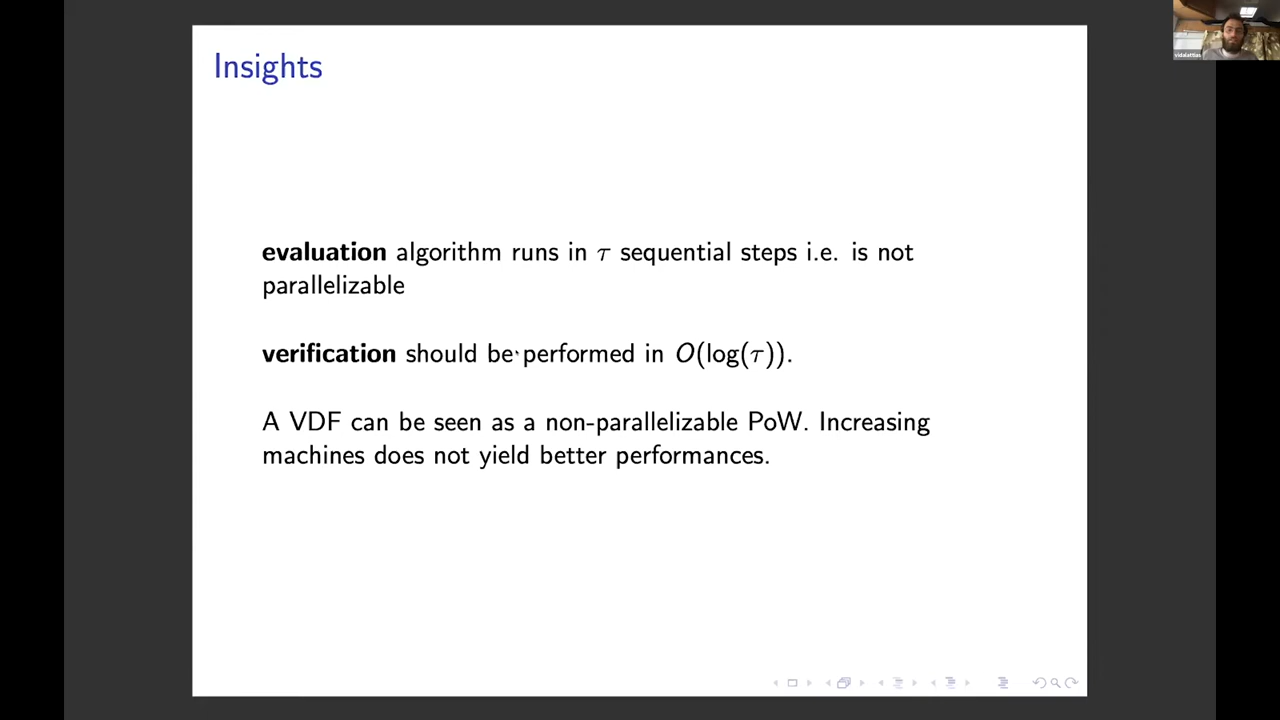 Insights
evaluation algorithm runs in τ sequential steps i.e. is not
parallelizable
verification should be performed in O(log(τ)).
A VDF can be seen as a non-parallelizable PoW. Increasing
machines does not yield better performances.
vidalattias